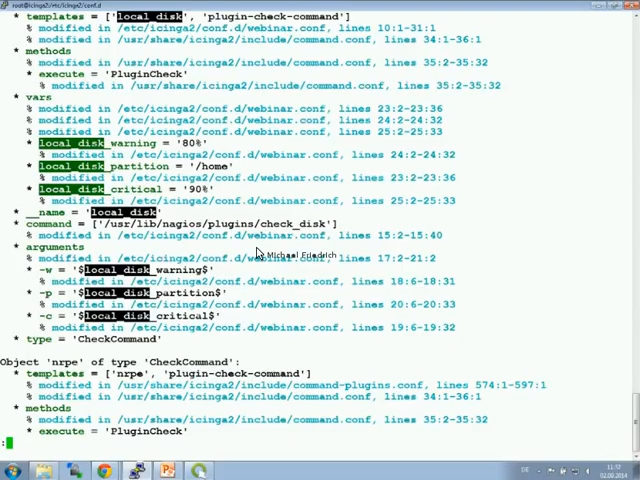 root@icinga2:/etc/icinga2/conf.d
* templates = ['local_disk', 'plugin-check-command']
% modified in /etc/icinga2/conf.d/webinar.conf, lines 10:1-31:1
% modified in /usr/share/icinga2/include/command.conf, lines 34:1-36:1
* methods
% modified in /usr/share/icinga2/include/command.conf, lines 35:2-35:32
* execute = 'PluginCheck'
% modified in /usr/share/icinga2/include/command.conf, lines 35:2-35:32
* vars
% modified in /etc/icinga2/conf.d/webinar.conf, lines 23:2-23:36
% modified in /etc/icinga2/conf.d/webinar.conf, lines 24:2-24:32
% modified in /etc/icinga2/conf.d/webinar.conf, lines 25:2-25:33
* local_disk_warning = '80%'
% modified in /etc/icinga2/conf.d/webinar.conf, lines 24:2-24:32
* local_disk_partition = '/home'
% modified in /etc/icinga2/conf.d/webinar.conf, lines 23:2-23:36
* local_disk_critical = '90%'
% modified in /etc/icinga2/conf.d/webinar.conf, lines 25:2-25:33
* __name = 'local_disk'
* command = ['/usr/lib/nagios/plugins/check_disk']
% modified in /etc/icinga2/conf.d/webinar.conf, lines 15:2-15:40
* arguments
Michael Friedrich
% modified in /etc/icinga2/conf.d/webinar.conf, lines 17:2-21:2
* -w = '$local_disk_warning$'
% modified in /etc/icinga2/conf.d/webinar.conf, lines 18:6-18:31
* -p = '$local_disk_partition$'
% modified in /etc/icinga2/conf.d/webinar.conf, lines 20:6-20:33
* -c = '$local_disk_critical$'
% modified in /etc/icinga2/conf.d/webinar.conf, lines 19:6-19:32
* type = 'CheckCommand'
Object 'nrpe' of type 'CheckCommand':
* templates = ['nrpe', 'plugin-check-command']
% modified in /usr/share/icinga2/include/command-plugins.conf, lines 574:1-597:1
% modified in /usr/share/icinga2/include/command.conf, lines 34:1-36:1
* methods
% modified in /usr/share/icinga2/include/command.conf, lines 35:2-35:32
* execute = 'PluginCheck'
:
DE
11:37
02.09.2014